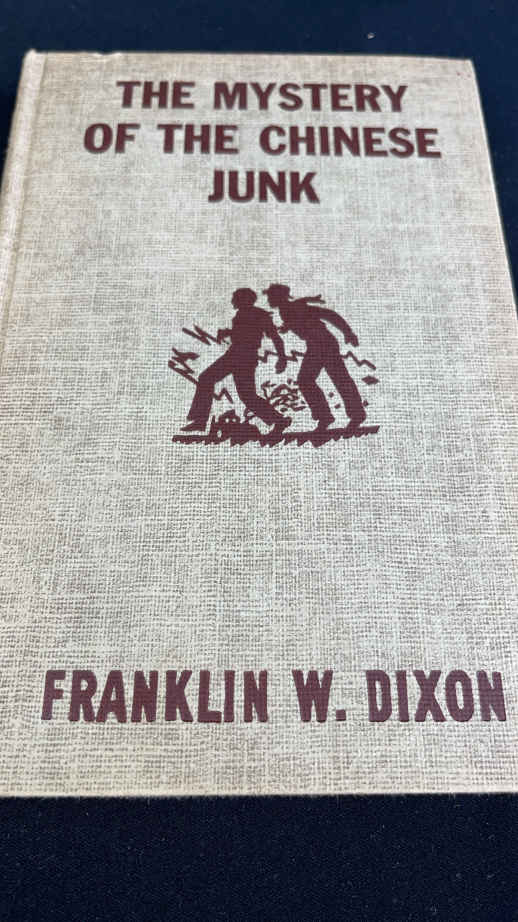 THE MYSTERY
OF THE CHINESE
JUNK
FRANKLIN W. DIXON